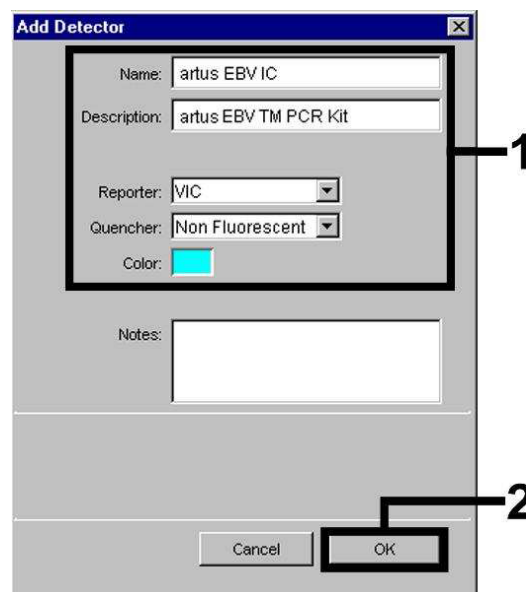 Add Detector
Name: artus EBV IC
Description: artus EBV TM PCR Kit
1
Reporter: VIC
Quencher: Non Fluorescent
Color:
Notes:
2
Cancel OK